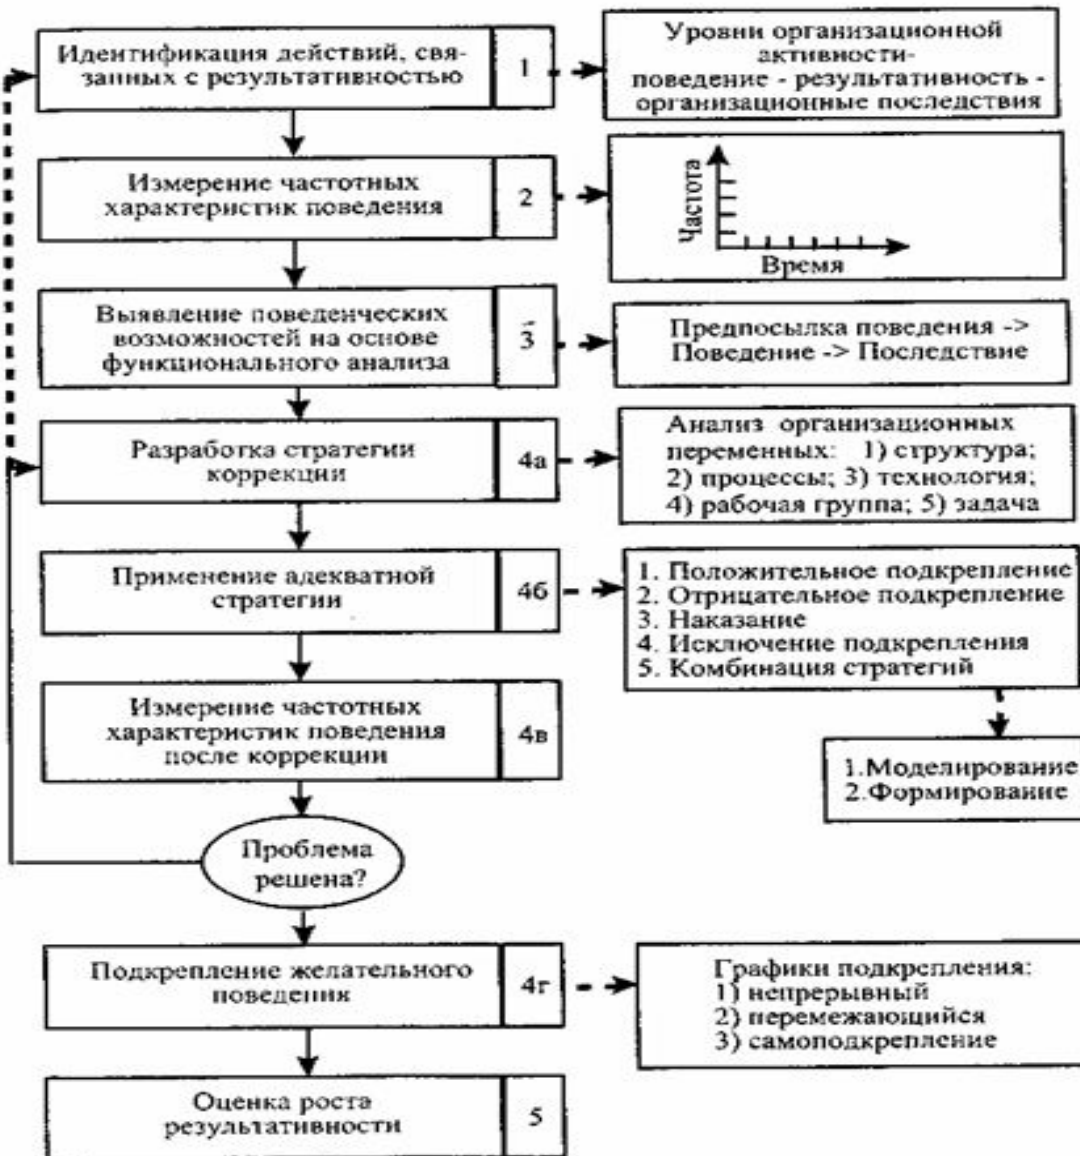 Идентификация действий, свя-
занных с результативностью
1
Уровни организационной
активности-
поведение - результативность -
организационные последствия
Измерение частотных
характеристик поведения
2
Частота
Время
Выявление поведенческих
возможностей на основе
функционального анализа
3
Предпосылка поведения ->
Поведение -> Последствие
Разработка стратегии
коррекции
4а
Анализ организационных
переменных: 1) структура;
2) процессы; 3) технология;
4) рабочая группа; 5) задача
Применение адекватной
стратегии
4б
1. Положительное подкрепление
2. Отрицательное подкрепление
3. Наказание
4. Исключение подкрепления
5. Комбинация стратегий
Измерение частотных
характеристик поведения
после коррекции
4в
1.Моделирование
2.Формирование
Проблема
решена?
Подкрепление желательного
поведения
4г
Графики подкрепления:
1) непрерывный
2) перемежающийся
3) самоподкрепление
Оценка роста
результативности
5